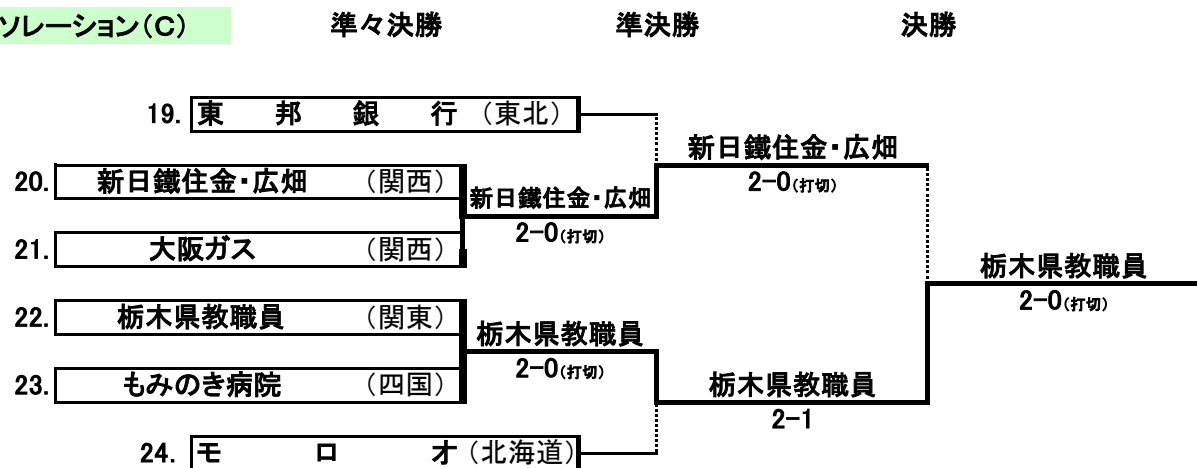 ソレーション（C） 準々決勝 準決勝 決勝
19. 東邦銀行（東北）
新日鐵住金・広畑
20. 新日鐵住金・広畑（関西） 2-0（打切）
新日鐵住金・広畑
21. 大阪ガス（関西） 2-0（打切）
栃木県教職員
2-0（打切）
22. 栃木県教職員（関東）
栃木県教職員
23. もみのき病院（四国） 2-0（打切） 栃木県教職員
2-1
24. モロオ（北海道）